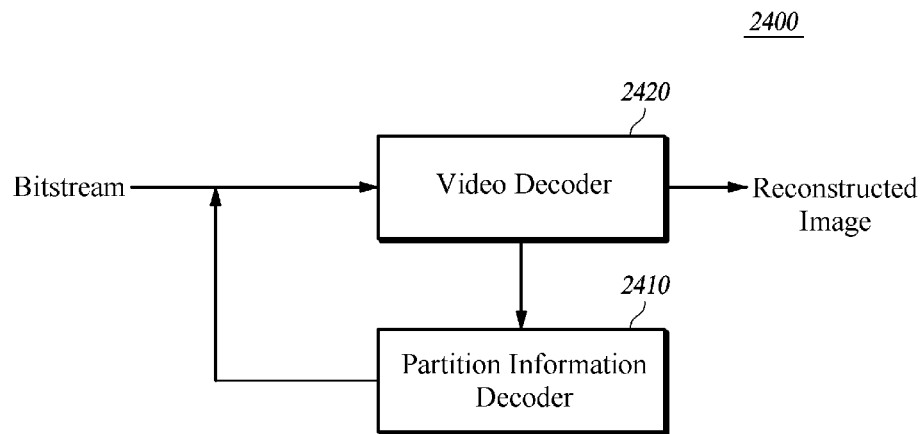 2400
2420
Bitstream
Video Decoder
Reconstructed
Image
2410
Partition Information
Decoder